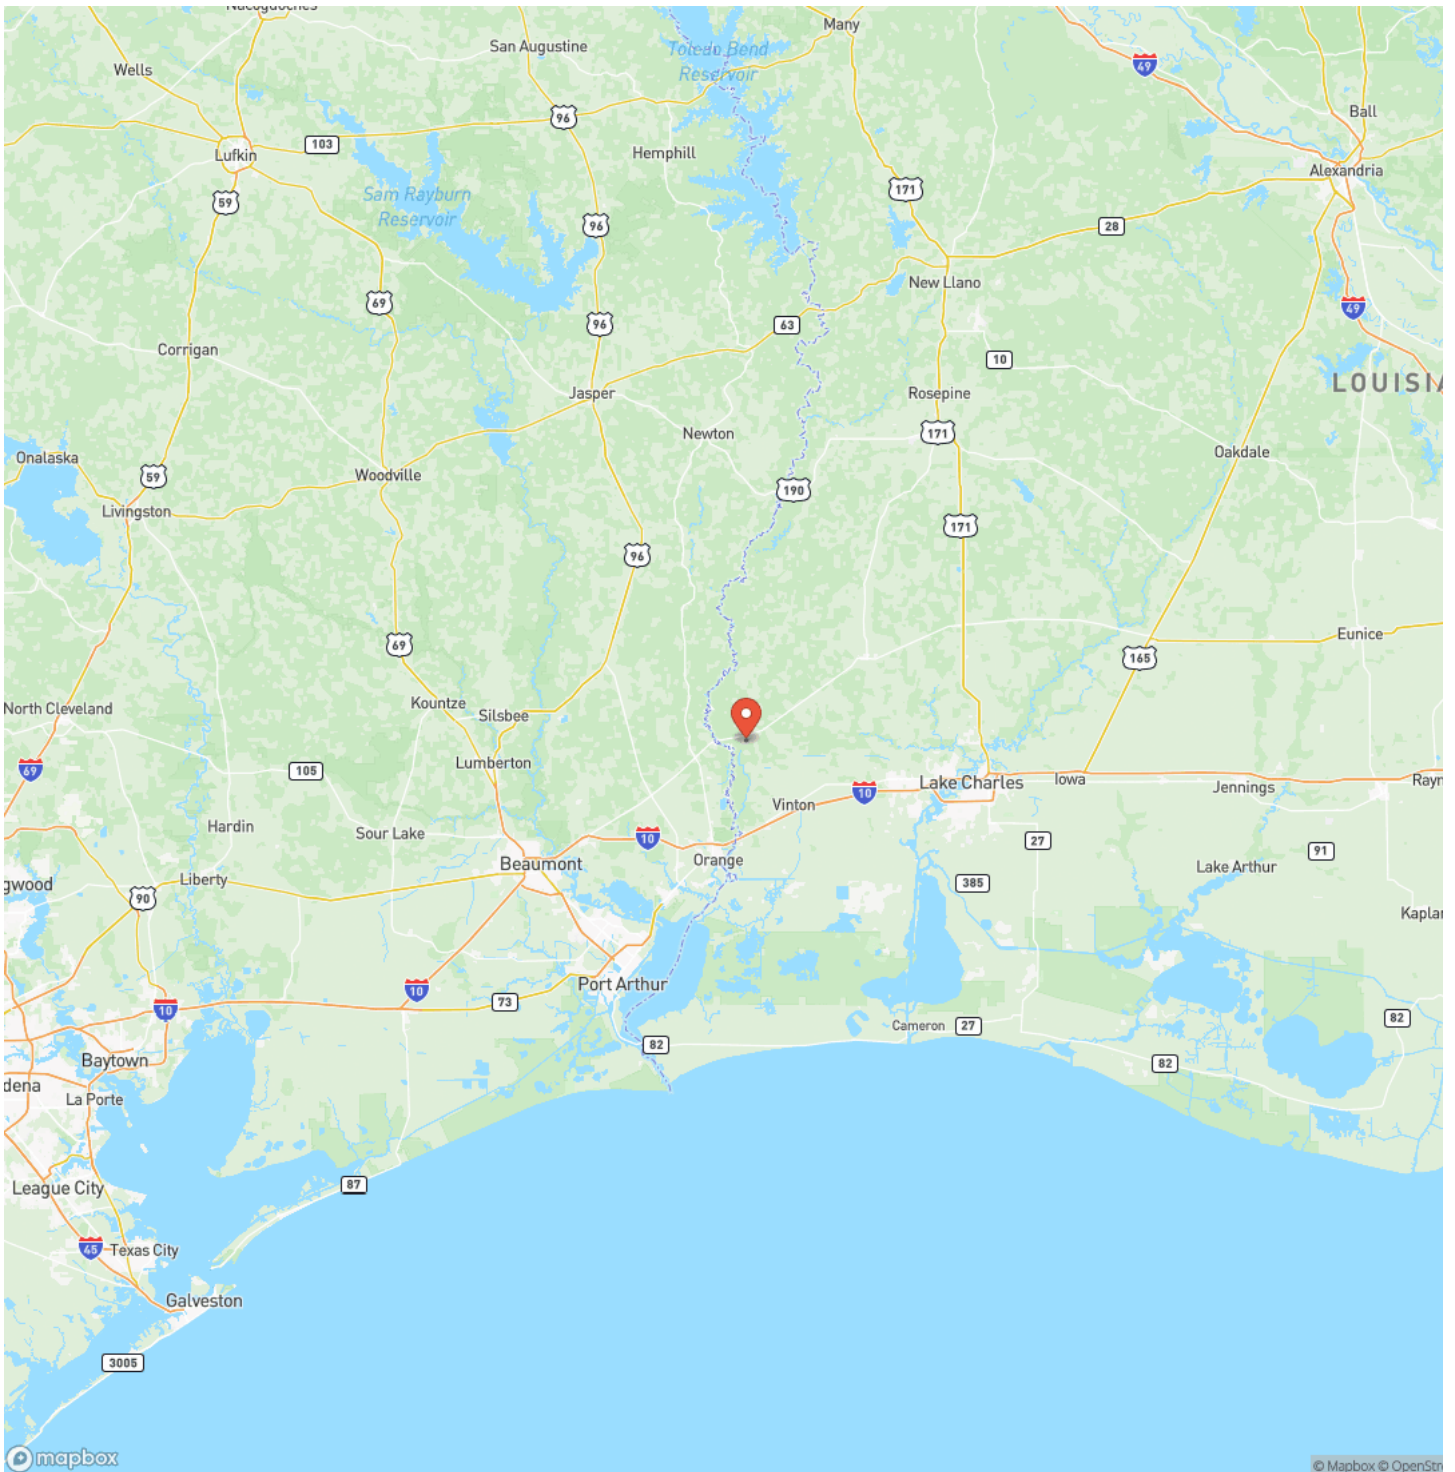 Nacogdoches
Many
San Augustine
Toledo Bend
Reservoir
Wells
49
Ball
96
103
Hemphill
Lufkin
Alexandria
171
Sam Rayburn
Reservoir
59
96
28
New Llano
69
49
96
63
Corrigan
10
LOUISIA
Jasper
Rosepine
Newton
171
Onalaska
Oakdale
59
Woodville
190
Livingston
171
96
Eunice
69
165
Kountze
North Cleveland
Silsbee
Lumberton
69
105
Lake Charles
Iowa
Jennings
Rayn
10
Vinton
Hardin
Sour Lake
10
27
91
Beaumont
Orange
Lake Arthur
gwood
Liberty
385
90
Kaplan
Port Arthur
10
73
10
82
Cameron
27
82
Baytown
82
dena
La Porte
87
League City
45
Texas City
Galveston
3005
mapbox
© Mapbox © OpenStre